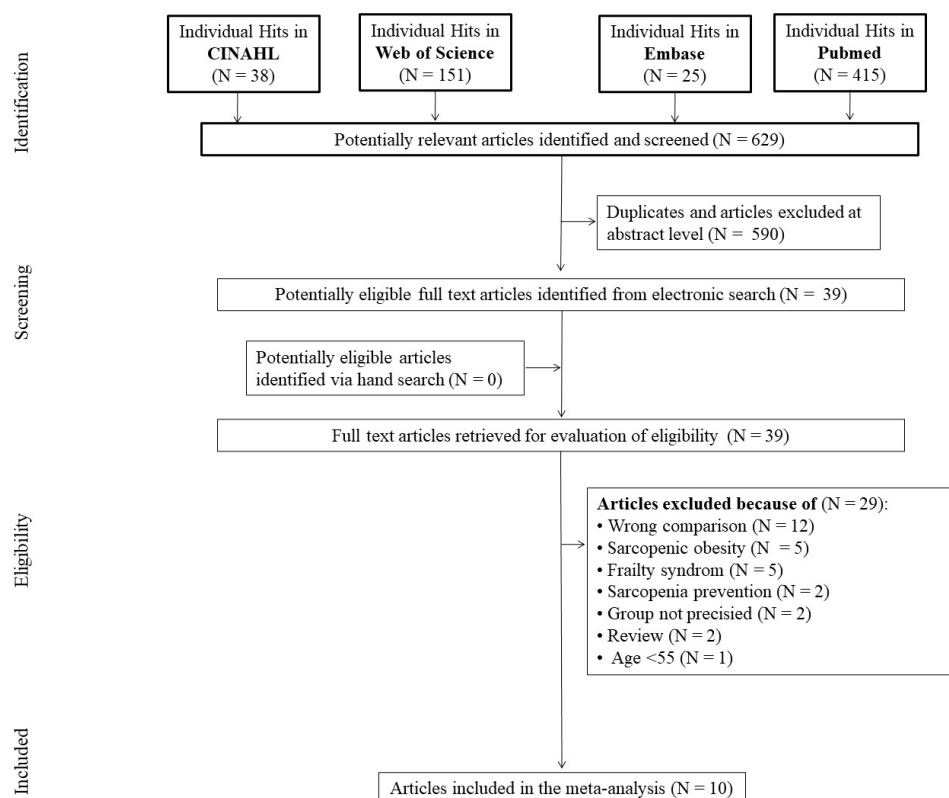 Individual Hits in
CINAHL
(N = 38)
Individual Hits in
Web of Science
(N = 151)
Individual Hits in
Embase
(N = 25)
Individual Hits in
Pubmed
(N = 415)
Identification
Potentially relevant articles identified and screened (N = 629)
Duplicates and articles excluded at
abstract level (N = 590)
Screening
Potentially eligible full text articles identified from electronic search (N = 39)
Potentially eligible articles
identified via hand search (N = 0)
Full text articles retrieved for evaluation of eligibility (N = 39)
Eligibility
Articles excluded because of (N = 29):
• Wrong comparison (N = 12)
• Sarcopenic obesity (N = 5)
• Frailty syndrom (N = 5)
• Sarcopenia prevention (N = 2)
• Group not precisied (N = 2)
• Review (N = 2)
• Age <55 (N = 1)
Included
Articles included in the meta-analysis (N = 10)